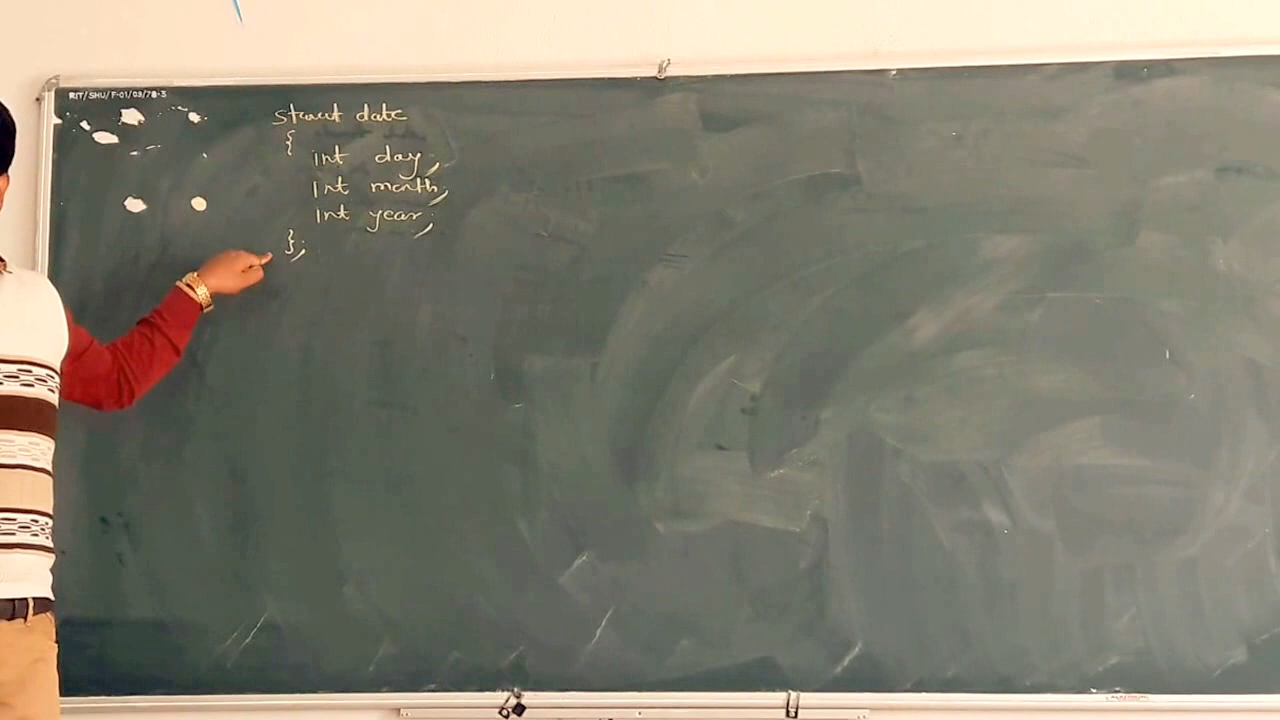 RIT/SHU/F-01/03/78-3
struct date
{
int day;
int month;
int year;
};